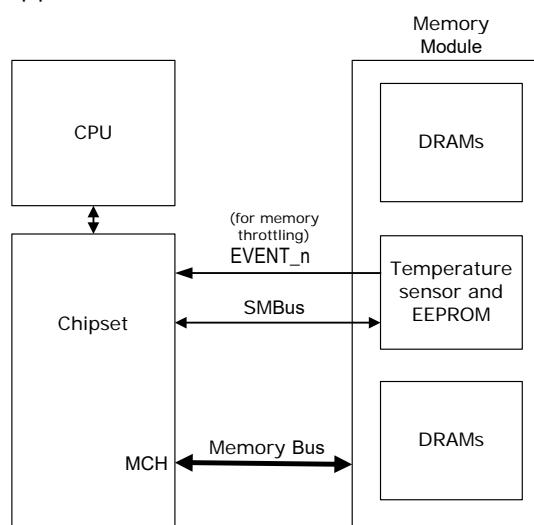 Memory
Module
CPU
DRAMs
(for memory
throttling)
EVENT_n
Temperature
sensor and
EEPROM
SMBus
Chipset
DRAMs
Memory Bus
MCH